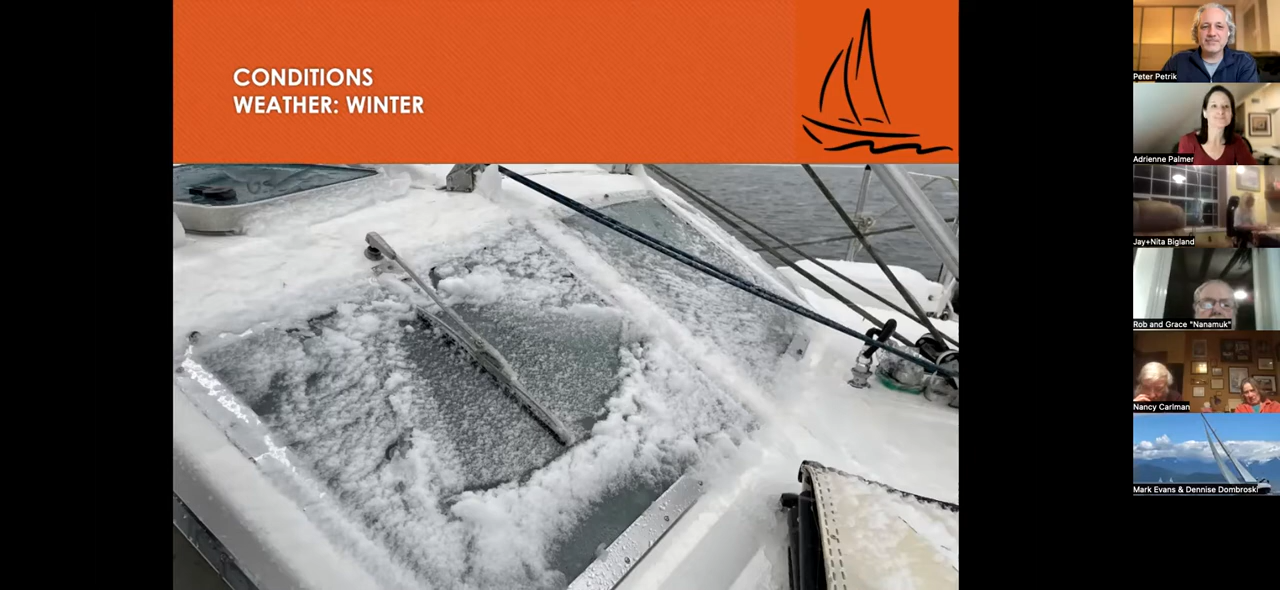 CONDITIONS
WEATHER: WINTER
Peter Petrik
Adrienne Palmer
Jay+Nita Bigland
Rob and Grace "Nanamuk"
Nancy Carlman
Mark Evans & Dennise Dombroski